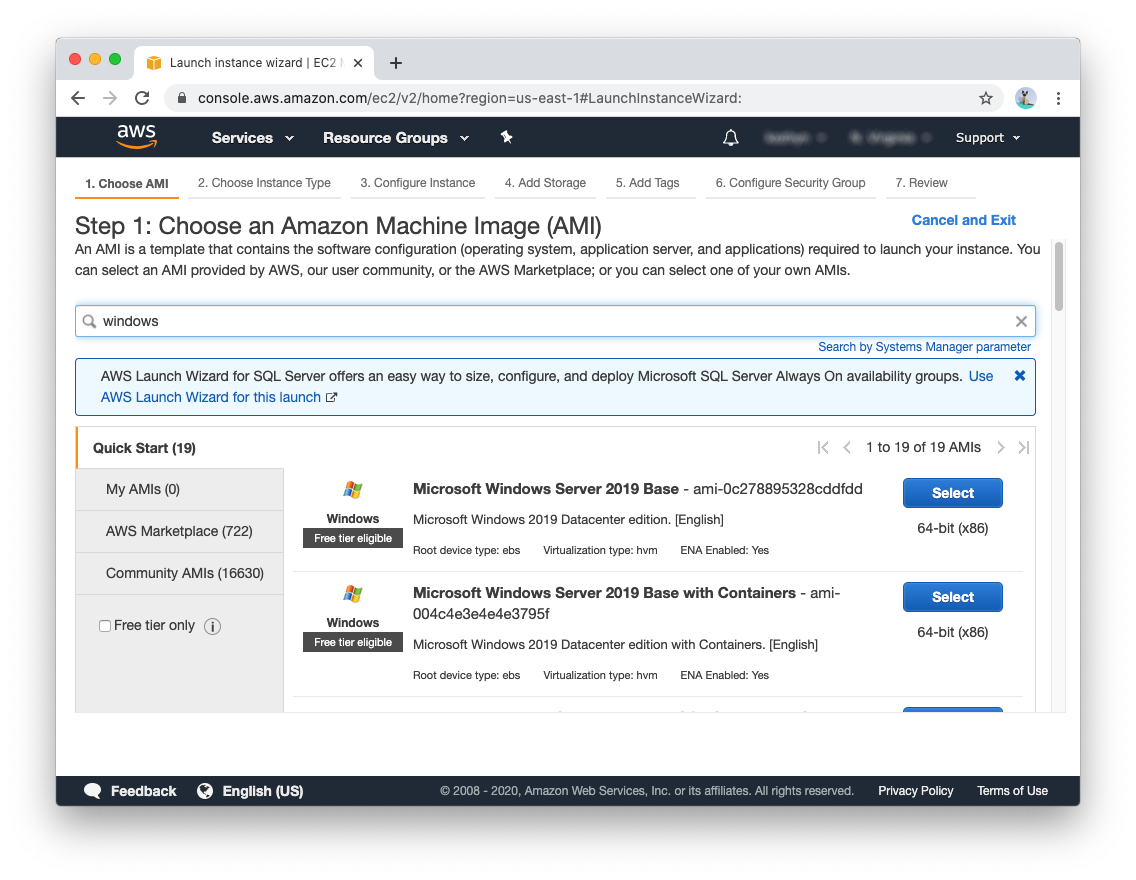 Launch instance wizard | EC2
console.aws.amazon.com/ec2/v2/home?region=us-east-1#LaunchInstanceWizard:
aws Services Resource Groups Support
1. Choose AMI 2. Choose Instance Type 3. Configure Instance 4. Add Storage 5. Add Tags 6. Configure Security Group 7. Review
Step 1: Choose an Amazon Machine Image (AMI)
Cancel and Exit
An AMI is a template that contains the software configuration (operating system, application server, and applications) required to launch your instance. You
can select an AMI provided by AWS, our user community, or the AWS Marketplace; or you can select one of your own AMIs.
windows
Search by Systems Manager parameter
AWS Launch Wizard for SQL Server offers an easy way to size, configure, and deploy Microsoft SQL Server Always On availability groups. Use
AWS Launch Wizard for this launch
Quick Start (19)
1 to 19 of 19 AMIs
My AMIs (0)
AWS Marketplace (722)
Community AMIs (16630)
Free tier only
Windows
Free tier eligible
Microsoft Windows Server 2019 Base - ami-0c278895328cddfdd
Microsoft Windows 2019 Datacenter edition. [English]
Root device type: ebs Virtualization type: hvm ENA Enabled: Yes
Select
64-bit (x86)
Windows
Free tier eligible
Microsoft Windows Server 2019 Base with Containers - ami-
004c4e3e4e4e3795f
Microsoft Windows 2019 Datacenter edition with Containers. [English]
Root device type: ebs Virtualization type: hvm ENA Enabled: Yes
Select
64-bit (x86)
Feedback English (US) © 2008 - 2020, Amazon Web Services, Inc. or its affiliates. All rights reserved. Privacy Policy Terms of Use